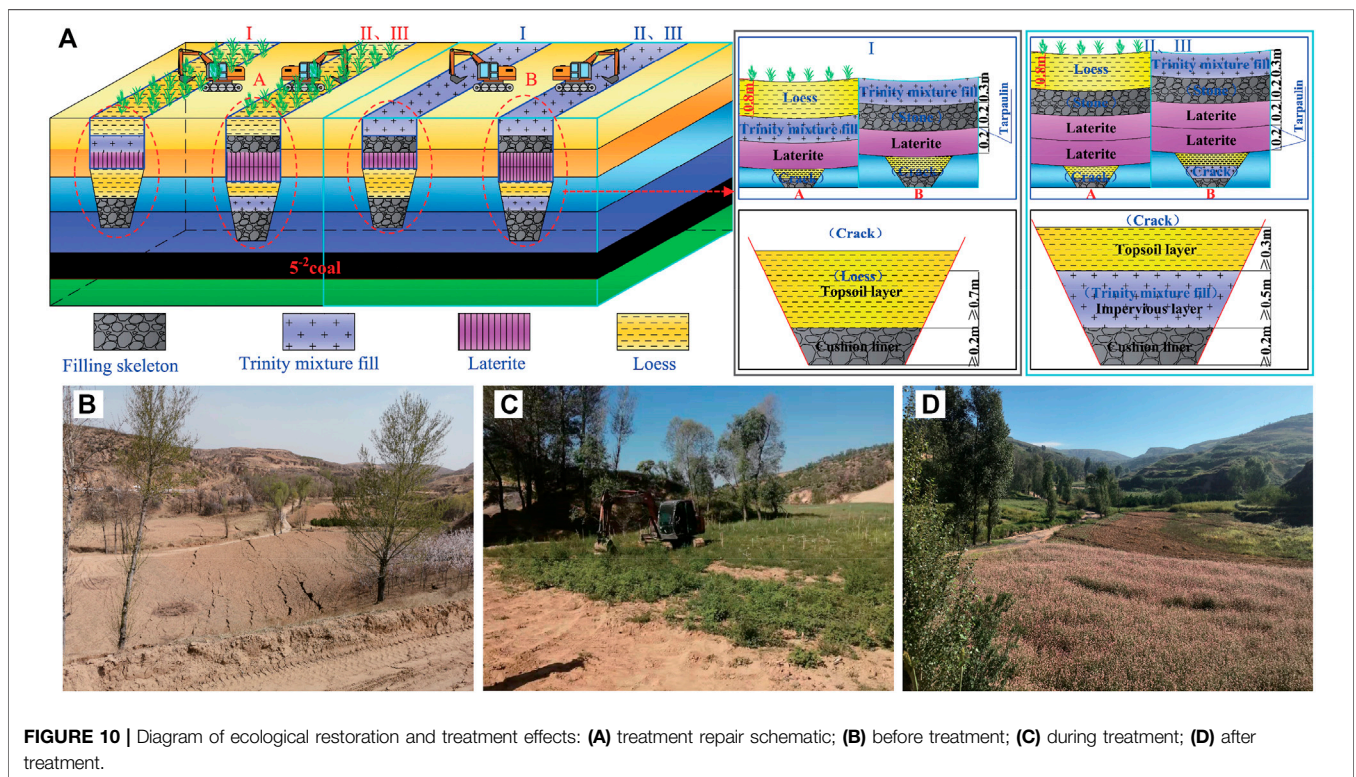 A
I
II、III
I
II、III
A
B
5⁻²coal
Filling skeleton
Trinity mixture fill
Laterite
Loess
I
0.8m
Loess
Trinity mixture fill
Laterite
A
Trinity mixture fill
(Stone)
Laterite
B
0.2 0.2 0.3m
Tarpaulin
II、III
0.8m
Loess
(Stone)
Laterite
Laterite
A
Trinity mixture fill
(Stone)
Laterite
Laterite
(Crack)
B
0.2 0.2 0.2 0.3m
Tarpaulin
(Crack)
(Loess)
Topsoil layer
Cushion liner
≥0.7m
≥0.2m
(Crack)
Topsoil layer
(Trinity mixture fill)
Impervious layer
Cushion liner
≥0.3m
≥0.5m
≥0.2m
B
C
D
FIGURE 10 | Diagram of ecological restoration and treatment effects: (A) treatment repair schematic; (B) before treatment; (C) during treatment; (D) after
treatment.